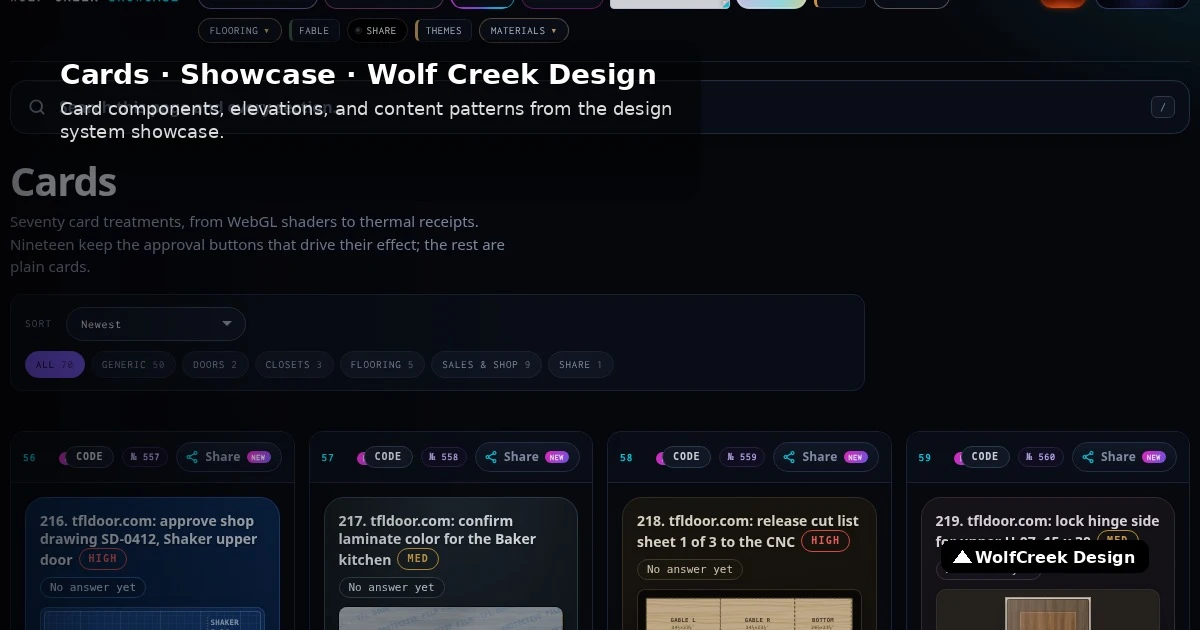 FLOORING ▾ FABLE SHARE THEMES MATERIALS ▾
Cards · Showcase · Wolf Creek Design
Card components, elevations, and content patterns from the design
system showcase.
/
Cards
Seventy card treatments, from WebGL shaders to thermal receipts.
Nineteen keep the approval buttons that drive their effect; the rest are
plain cards.
SORT Newest
ALL 70 GENERIC 50 DOORS 2 CLOSETS 3 FLOORING 5 SALES & SHOP 9 SHARE 1
56 CODE № 557 Share NEW
57 CODE № 558 Share NEW
58 CODE № 559 Share NEW
59 CODE № 560 Share NEW
216. tfldoor.com: approve shop
drawing SD-0412, Shaker upper
door HIGH
No answer yet
SHAKER
217. tfldoor.com: confirm
laminate color for the Baker
kitchen MED
No answer yet
218. tfldoor.com: release cut list
sheet 1 of 3 to the CNC HIGH
No answer yet
GABLE L GABLE R BOTTOM
219. tfldoor.com: lock hinge side
WolfCreek Design